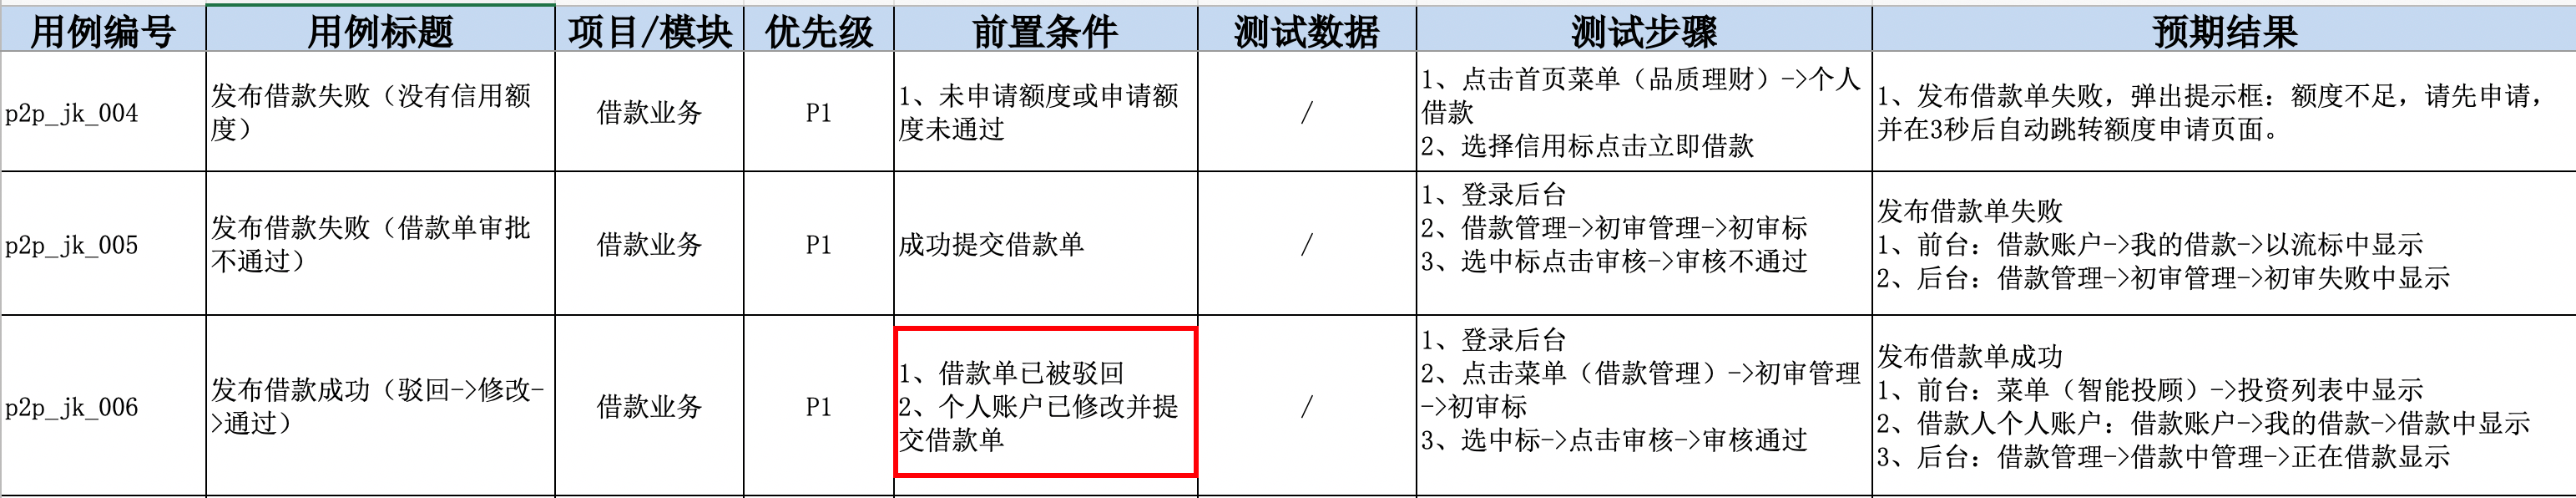 用例编号 用例标题 项目/模块 优先级 前置条件 测试数据 测试步骤 预期结果
p2p_jk_004
发布借款失败（没有信用额
度）
借款业务
P1
1、未申请额度或申请额
度未通过
/
1、点击首页菜单（品质理财）->个人
借款
2、选择信用标点击立即借款
1、发布借款单失败，弹出提示框：额度不足，请先申请，
并在3秒后自动跳转额度申请页面。
p2p_jk_005
发布借款失败（借款单审批
不通过）
借款业务
P1
成功提交借款单
/
1、登录后台
2、借款管理->初审管理->初审标
3、选中标点击审核->审核不通过
发布借款单失败
1、前台：借款账户->我的借款->以流标中显示
2、后台：借款管理->初审管理->初审失败中显示
p2p_jk_006
发布借款成功（驳回->修改-
>通过）
借款业务
P1
1、借款单已被驳回
2、个人账户已修改并提
交借款单
/
1、登录后台
2、点击菜单（借款管理）->初审管理
->初审标
3、选中标->点击审核->审核通过
发布借款单成功
1、前台：菜单（智能投顾）->投资列表中显示
2、借款人个人账户：借款账户->我的借款->借款中显示
3、后台：借款管理->借款中管理->正在借款显示